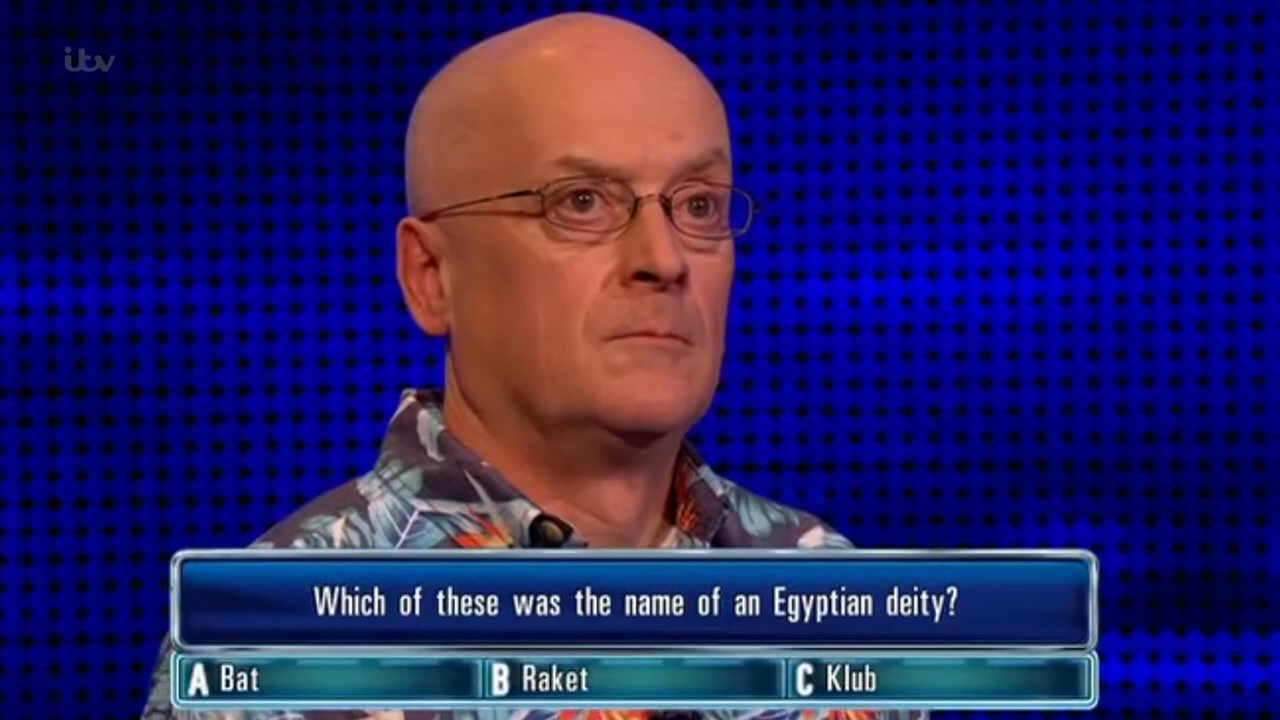 itv
Which of these was the name of an Egyptian deity?
A Bat
B Raket
C Klub